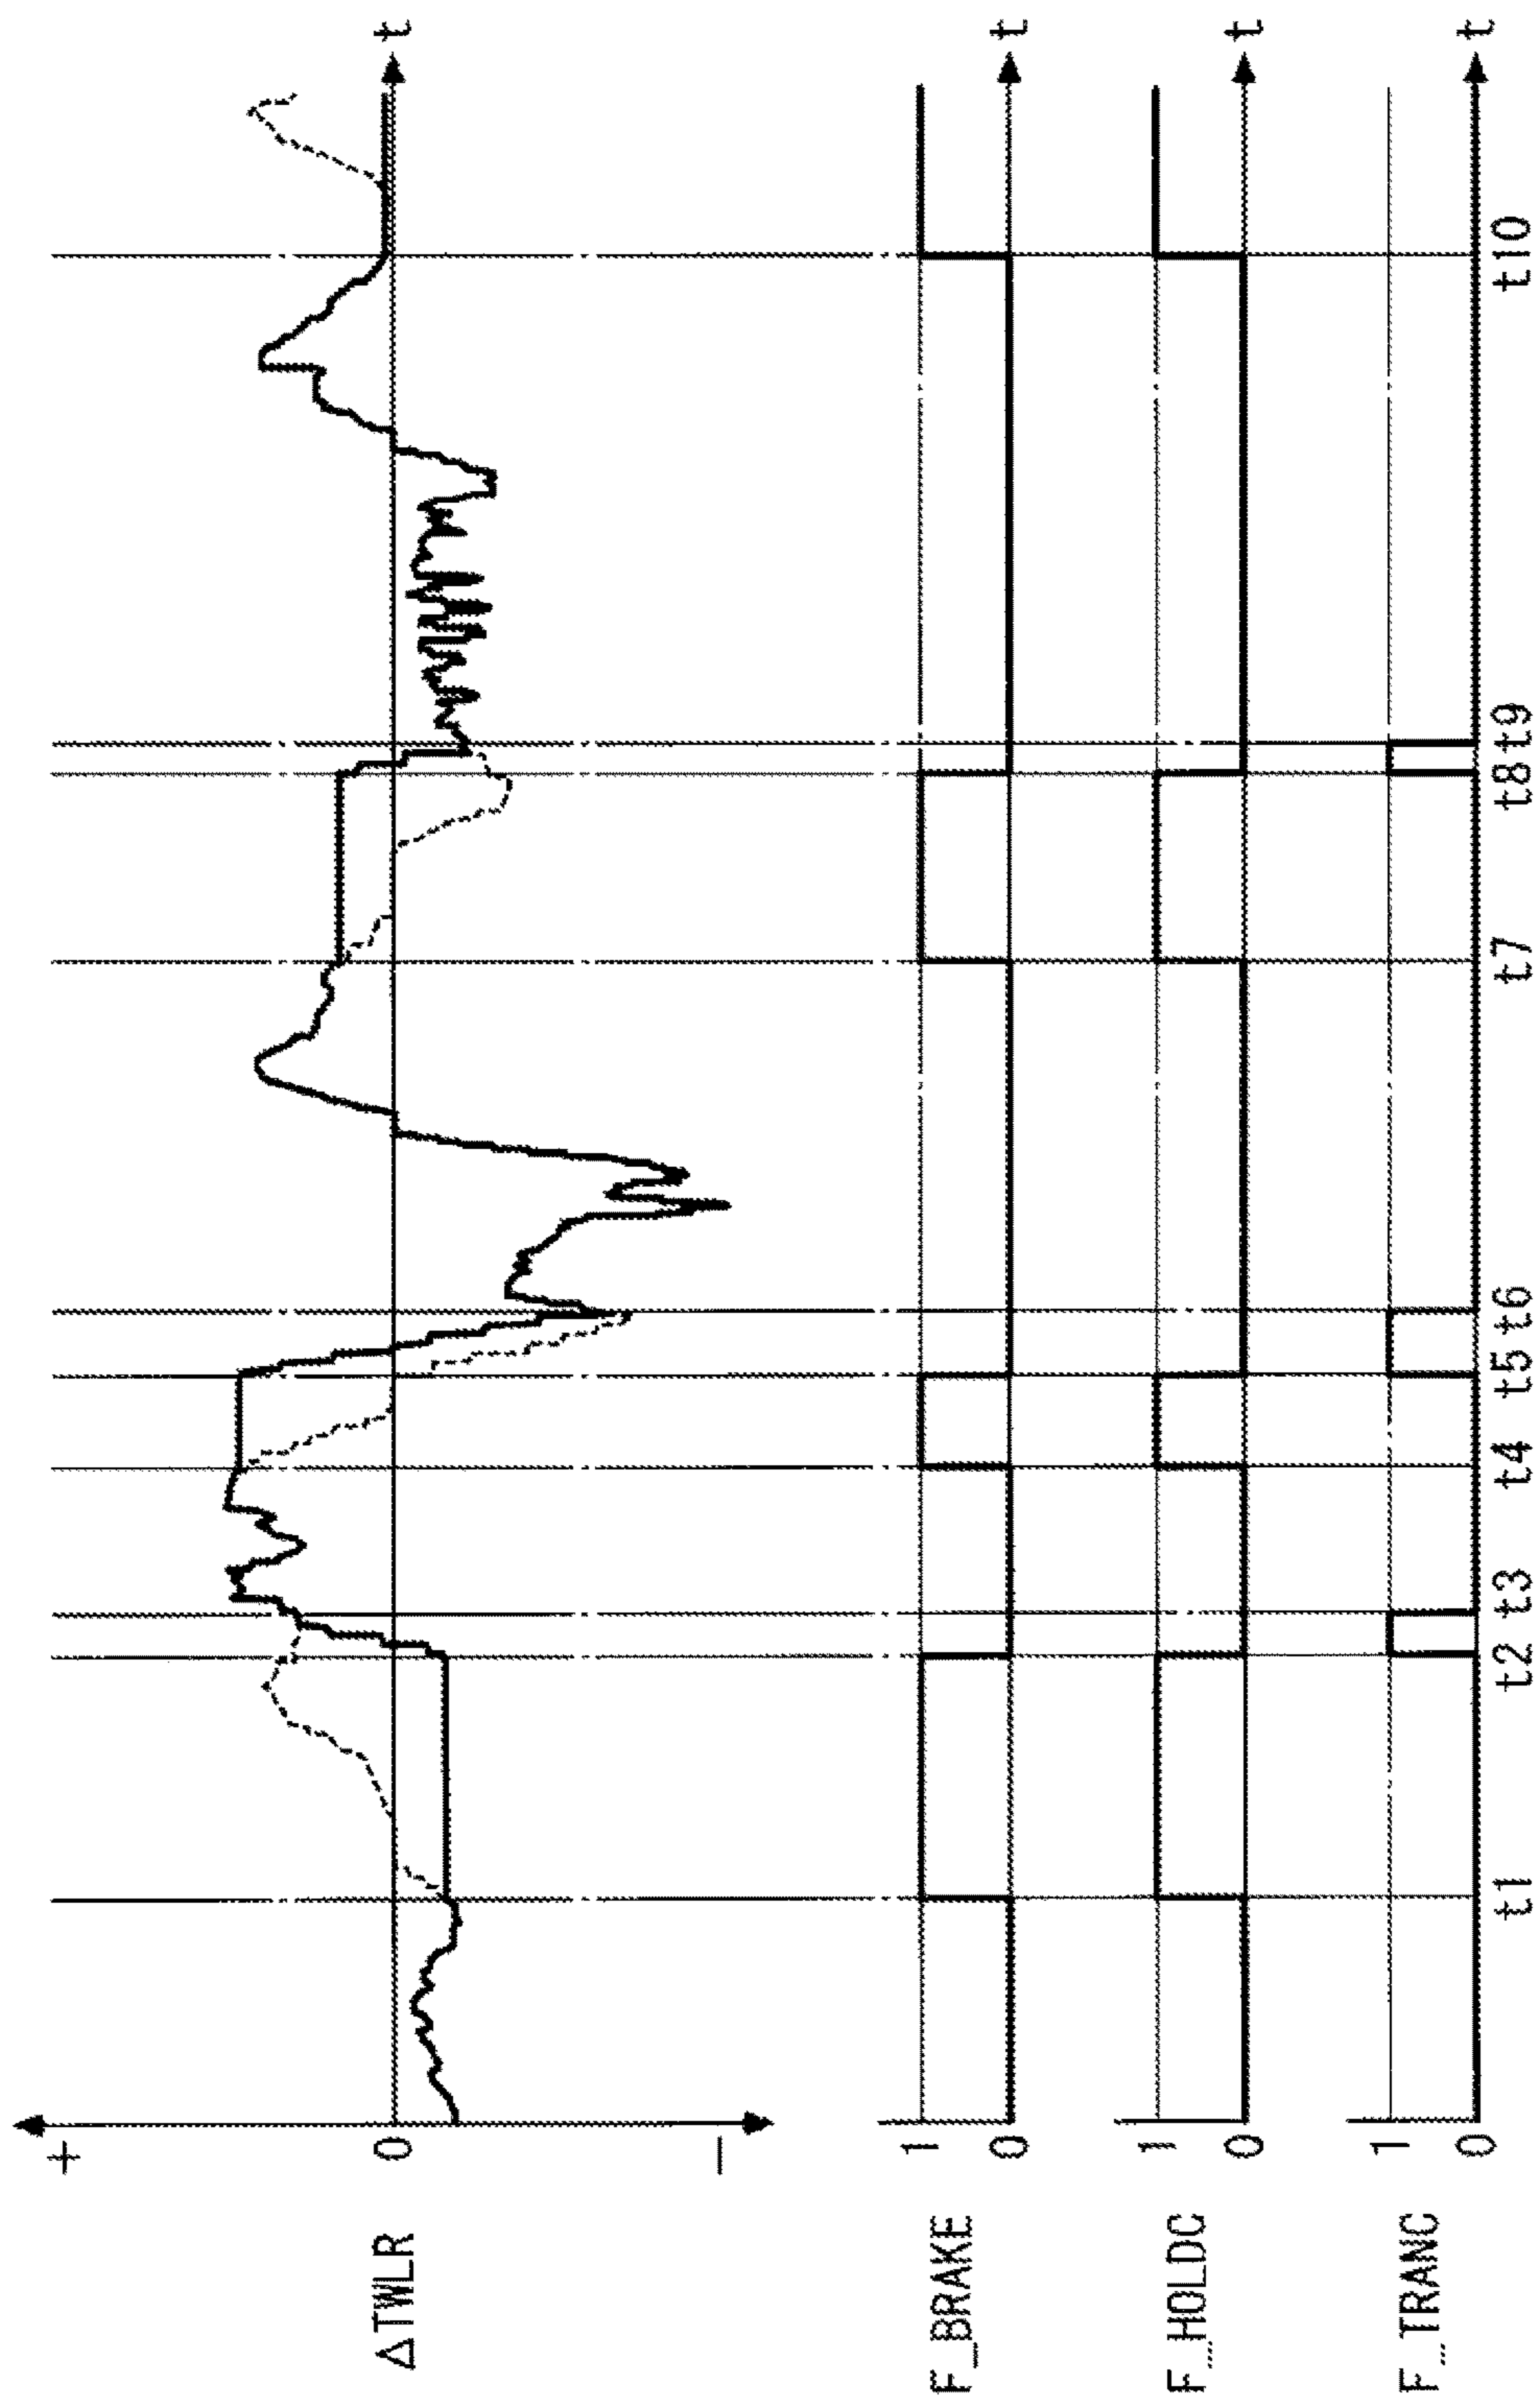 ΔTWLR
+
0
−
t
F_BRAKE
1
0
t
F_HOLDC
1
0
t
F_TRANC
1
0
t
t1
t2
t3
t4
t5
t6
t7
t8
t9
t10